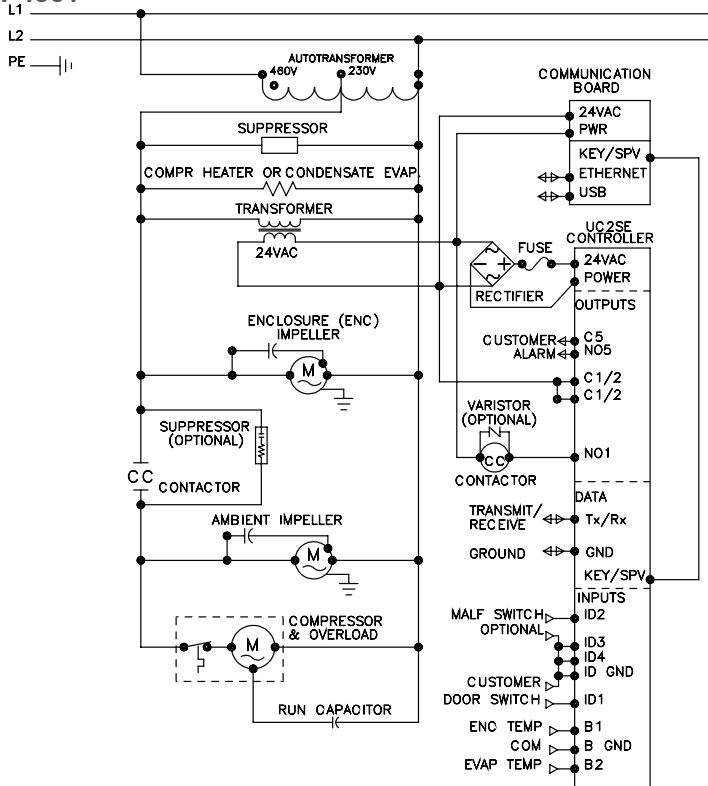 L1
L2
PE
AUTOTRANSFORMER
460V
230V
SUPPRESSOR
COMPR HEATER OR CONDENSATE EVAP.
TRANSFORMER
24VAC
COMMUNICATION
BOARD
24VAC
PWR
KEY/SPV
ETHERNET
USB
UC2SE
CONTROLLER
FUSE
24VAC
POWER
RECTIFIER
OUTPUTS
ENCLOSURE (ENC)
IMPELLER
M
CUSTOMER
ALARM
C5
NO5
C1/2
C1/2
SUPPRESSOR
(OPTIONAL)
VARISTOR
(OPTIONAL)
CC
CONTACTOR
CC
CONTACTOR
NO1
DATA
TRANSMIT/
RECEIVE
Tx/Rx
AMBIENT IMPELLER
M
GROUND
GND
KEY/SPV
INPUTS
COMPRESSOR
& OVERLOAD
M
MALF SWITCH
OPTIONAL
ID2
ID3
ID4
ID GND
CUSTOMER
DOOR SWITCH
ID1
RUN CAPACITOR
ENC TEMP
B1
COM
B GND
EVAP TEMP
B2